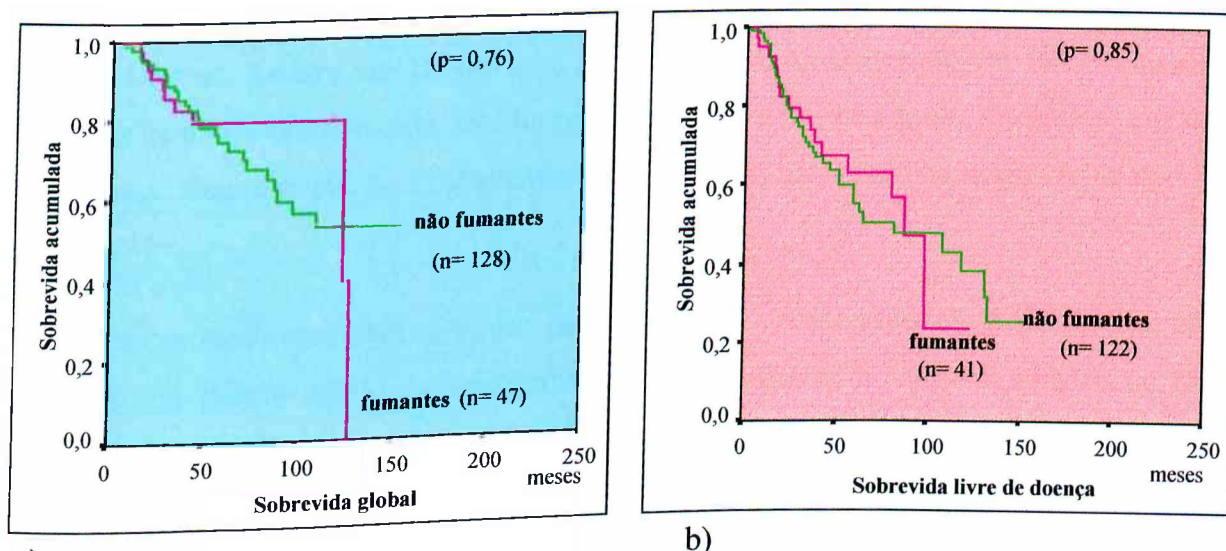 1,0
0,8
0,6
0,4
0,2
0,0
Sobrevida acumulada
(p= 0,76)
não fumantes
(n= 128)
fumantes (n= 47)
0
50
100
150
200
250
meses
Sobrevida global
1,0
0,8
0,6
0,4
0,2
0,0
Sobrevida acumulada
(p= 0,85)
não fumantes
(n= 122)
fumantes
(n= 41)
0
50
100
150
200
250
meses
Sobrevida livre de doença
b)